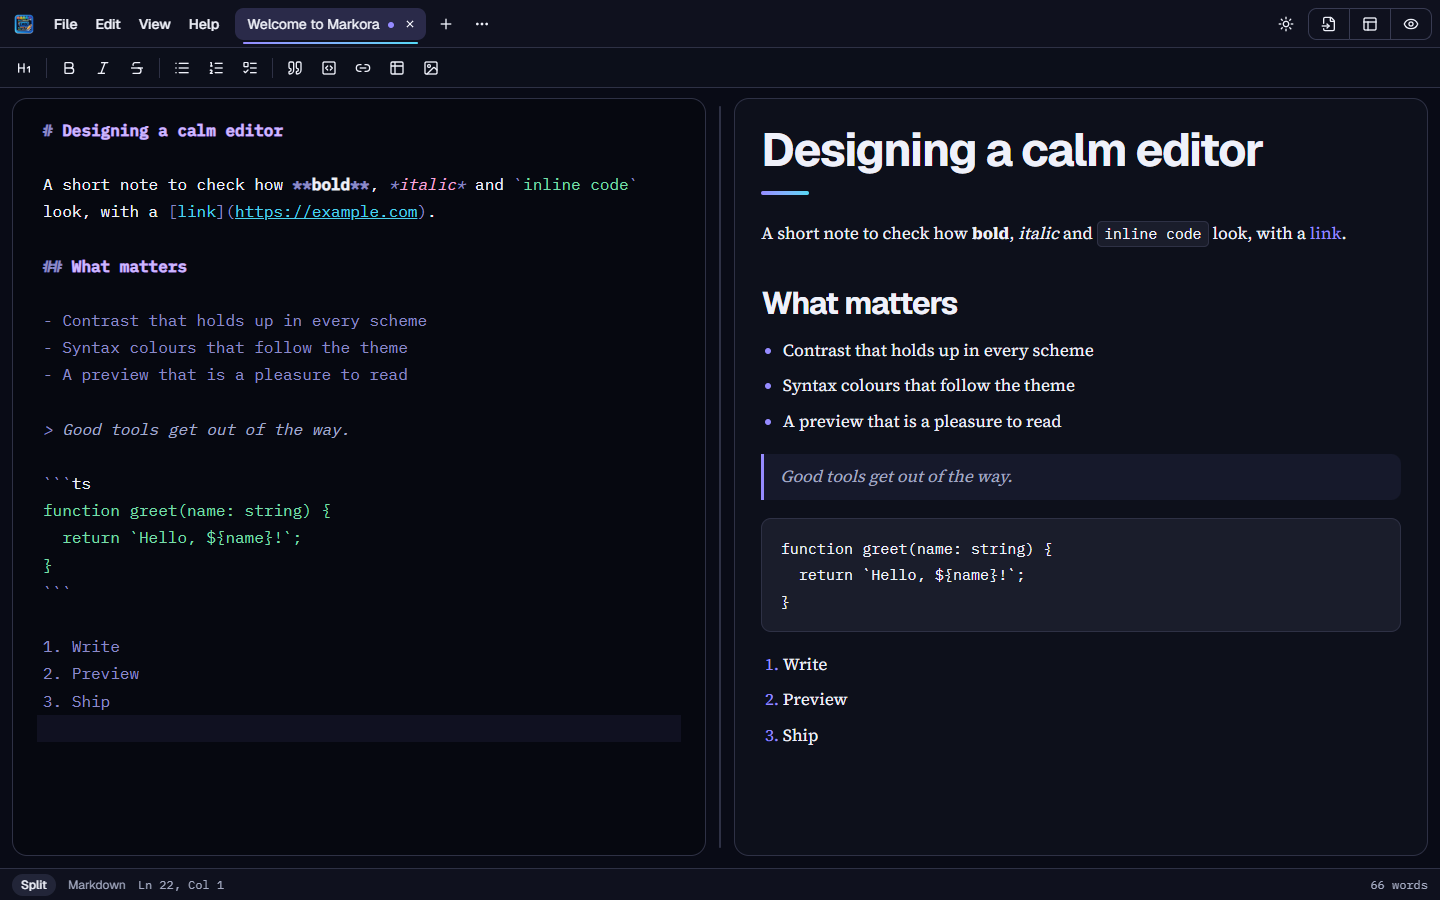 File Edit View Help Welcome to Markora
H1
# Designing a calm editor
A short note to check how **bold**, *italic* and `inline code`
look, with a [link](https://example.com).
## What matters
- Contrast that holds up in every scheme
- Syntax colours that follow the theme
- A preview that is a pleasure to read
> Good tools get out of the way.
```ts
function greet(name: string) {
  return `Hello, ${name}!`;
}
```
1. Write
2. Preview
3. Ship
Designing a calm editor
A short note to check how bold, italic and inline code look, with a link.
What matters
• Contrast that holds up in every scheme
• Syntax colours that follow the theme
• A preview that is a pleasure to read
Good tools get out of the way.
function greet(name: string) {
  return `Hello, ${name}!`;
}
1. Write
2. Preview
3. Ship
Split Markdown Ln 22, Col 1 66 words